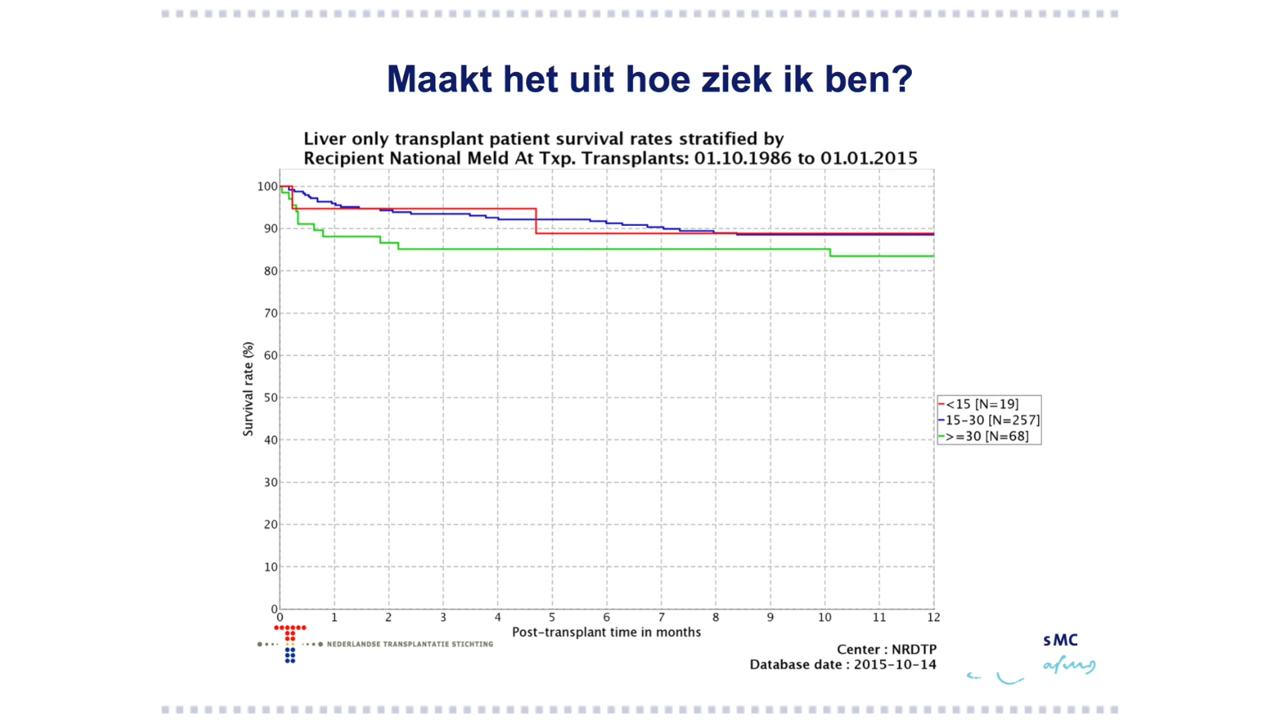 Maakt het uit hoe ziek ik ben?
Liver only transplant patient survival rates stratified by
Recipient National Meld At Txp. Transplants: 01.10.1986 to 01.01.2015
100
90
80
70
60
50
40
30
20
10
0
Survival rate (%)
0 1 2 3 4 5 6 7 8 9 10 11 12
Post-transplant time in months
<15 [N=19]
15-30 [N=257]
>=30 [N=68]
NEDERLANDSE TRANSPLANTATIE STICHTING
Center : NRDTP
Database date : 2015-10-14
sMC